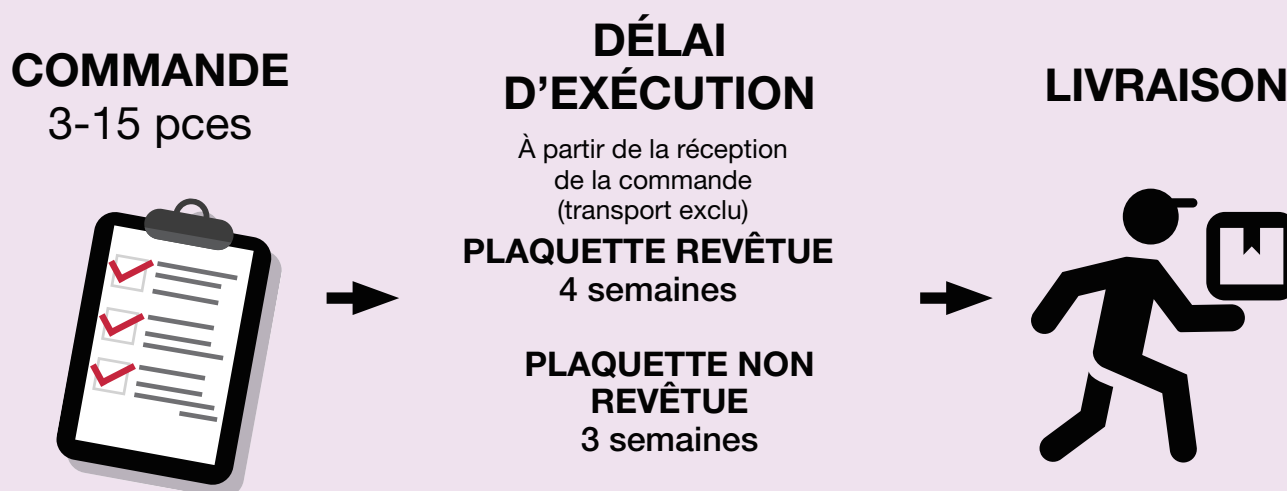 COMMANDE
3-15 pces
DÉLAI
D'EXÉCUTION
À partir de la réception
de la commande
(transport exclu)
PLAQUETTE REVÊTUE
4 semaines
PLAQUETTE NON
REVÊTUE
3 semaines
LIVRAISON